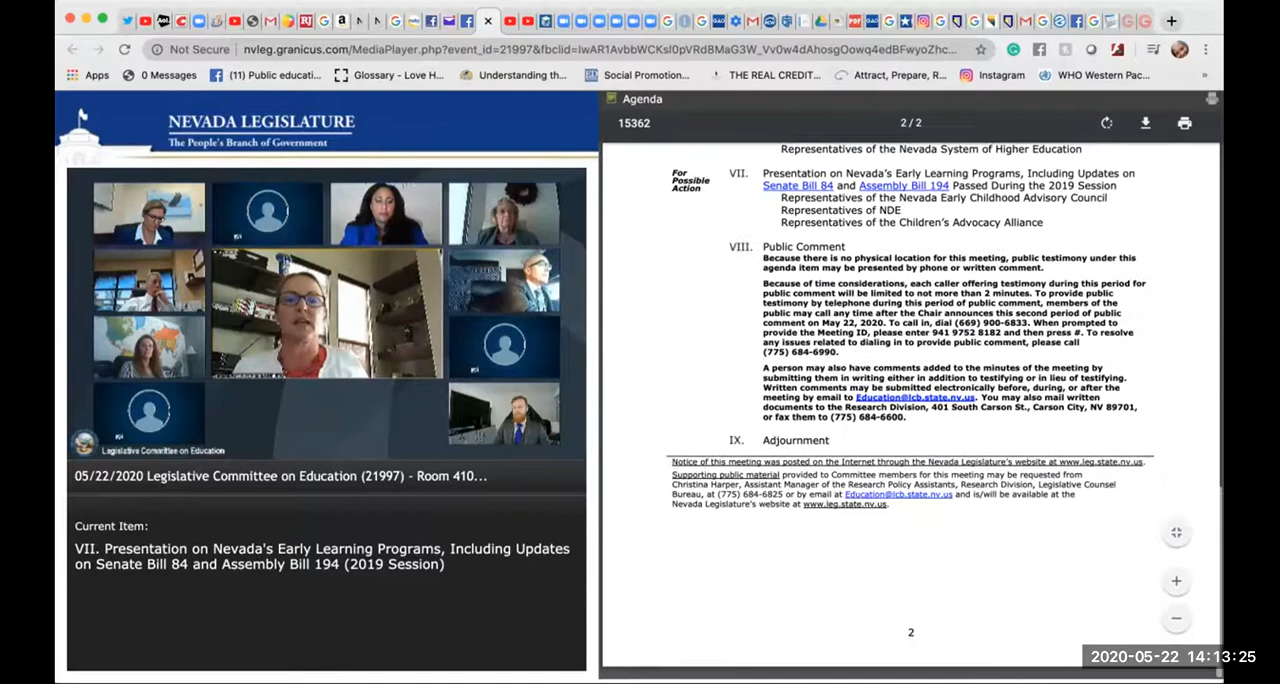 Not Secure | nvleg.granicus.com/MediaPlayer.php?event_id=21997&fbclid=IwAR1AvbbWCKsI0pVRd8MaG3W_Vv0w4dAhosgOowq4edBFwyoZhc...
Apps 0 Messages (11) Public educati... Glossary - Love H... Understanding th... Social Promotion... THE REAL CREDIT... Attract, Prepare, R... Instagram WHO Western Pac... »
NEVADA LEGISLATURE
The People's Branch of Government
Legislative Committee on Education
05/22/2020 Legislative Committee on Education (21997) - Room 410...
Current Item:
VII. Presentation on Nevada's Early Learning Programs, Including Updates
on Senate Bill 84 and Assembly Bill 194 (2019 Session)
Agenda
15362 2 / 2
Representatives of the Nevada System of Higher Education
For
Possible
Action
VII. Presentation on Nevada's Early Learning Programs, Including Updates on
Senate Bill 84 and Assembly Bill 194 Passed During the 2019 Session
Representatives of the Nevada Early Childhood Advisory Council
Representatives of NDE
Representatives of the Children's Advocacy Alliance
VIII. Public Comment
Because there is no physical location for this meeting, public testimony under this
agenda item may be presented by phone or written comment.
Because of time considerations, each caller offering testimony during this period for
public comment will be limited to not more than 2 minutes. To provide public
testimony by telephone during this period of public comment, members of the
public may call any time after the Chair announces this second period of public
comment on May 22, 2020. To call in, dial (669) 900-6833. When prompted to
provide the Meeting ID, please enter 941 9752 8182 and then press #. To resolve
any issues related to dialing in to provide public comment, please call
(775) 684-6990.
A person may also have comments added to the minutes of the meeting by
submitting them in writing either in addition to testifying or in lieu of testifying.
Written comments may be submitted electronically before, during, or after the
meeting by email to Education@lcb.state.nv.us. You may also mail written
documents to the Research Division, 401 South Carson St., Carson City, NV 89701,
or fax them to (775) 684-6600.
IX. Adjournment
Notice of this meeting was posted on the Internet through the Nevada Legislature's website at www.leg.state.nv.us.
Supporting public material provided to Committee members for this meeting may be requested from
Christina Harper, Assistant Manager of the Research Policy Assistants, Research Division, Legislative Counsel
Bureau, at (775) 684-6825 or by email at Education@lcb.state.nv.us and is/will be available at the
Nevada Legislature's website at www.leg.state.nv.us.
2
2020-05-22 14:13:25